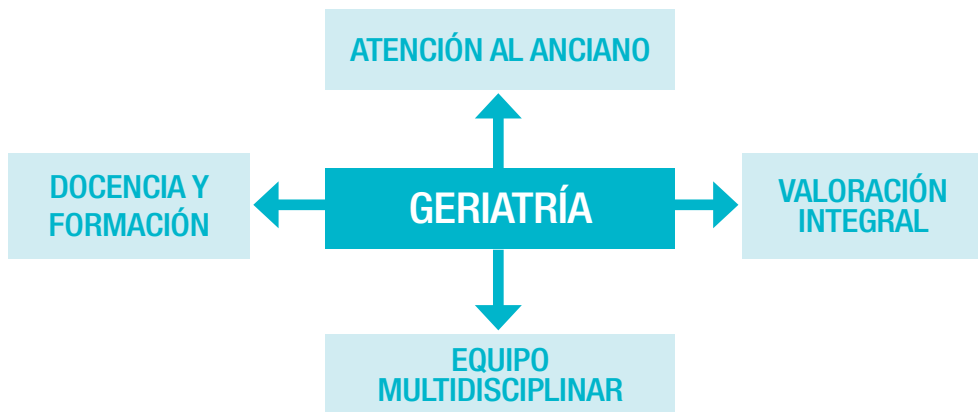 ATENCIÓN AL ANCIANO
DOCENCIA Y
FORMACIÓN
GERIATRÍA
VALORACIÓN
INTEGRAL
EQUIPO
MULTIDISCIPLINAR